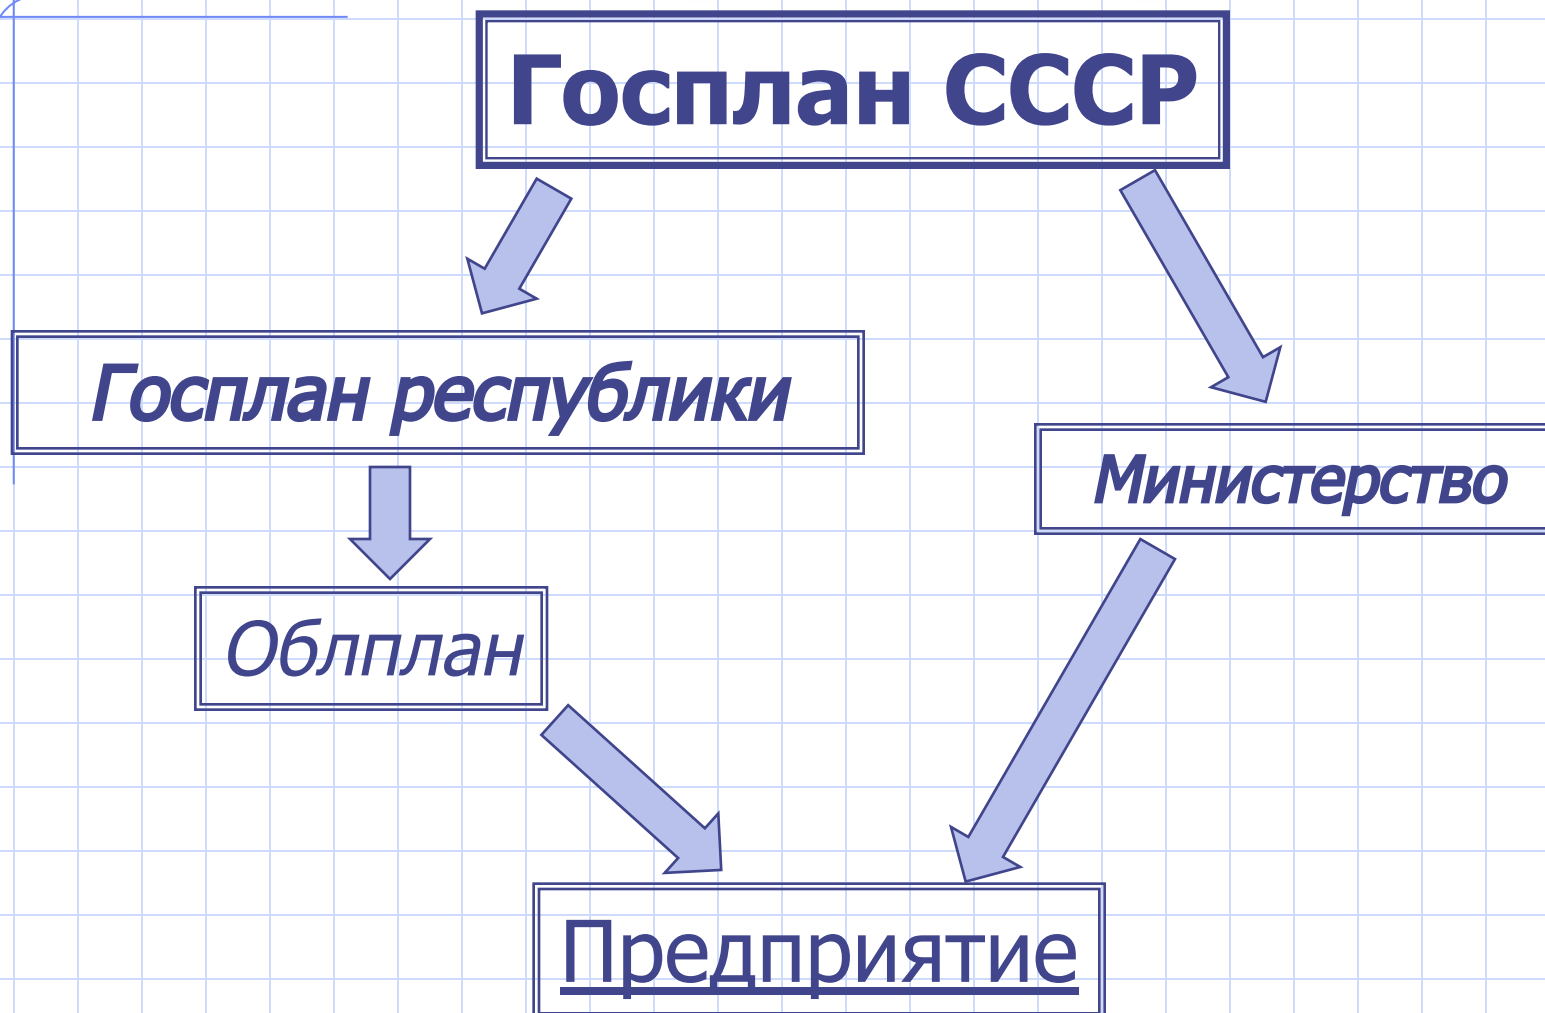 Госплан СССР
Госплан республики
Министерство
Облплан
Предприятие